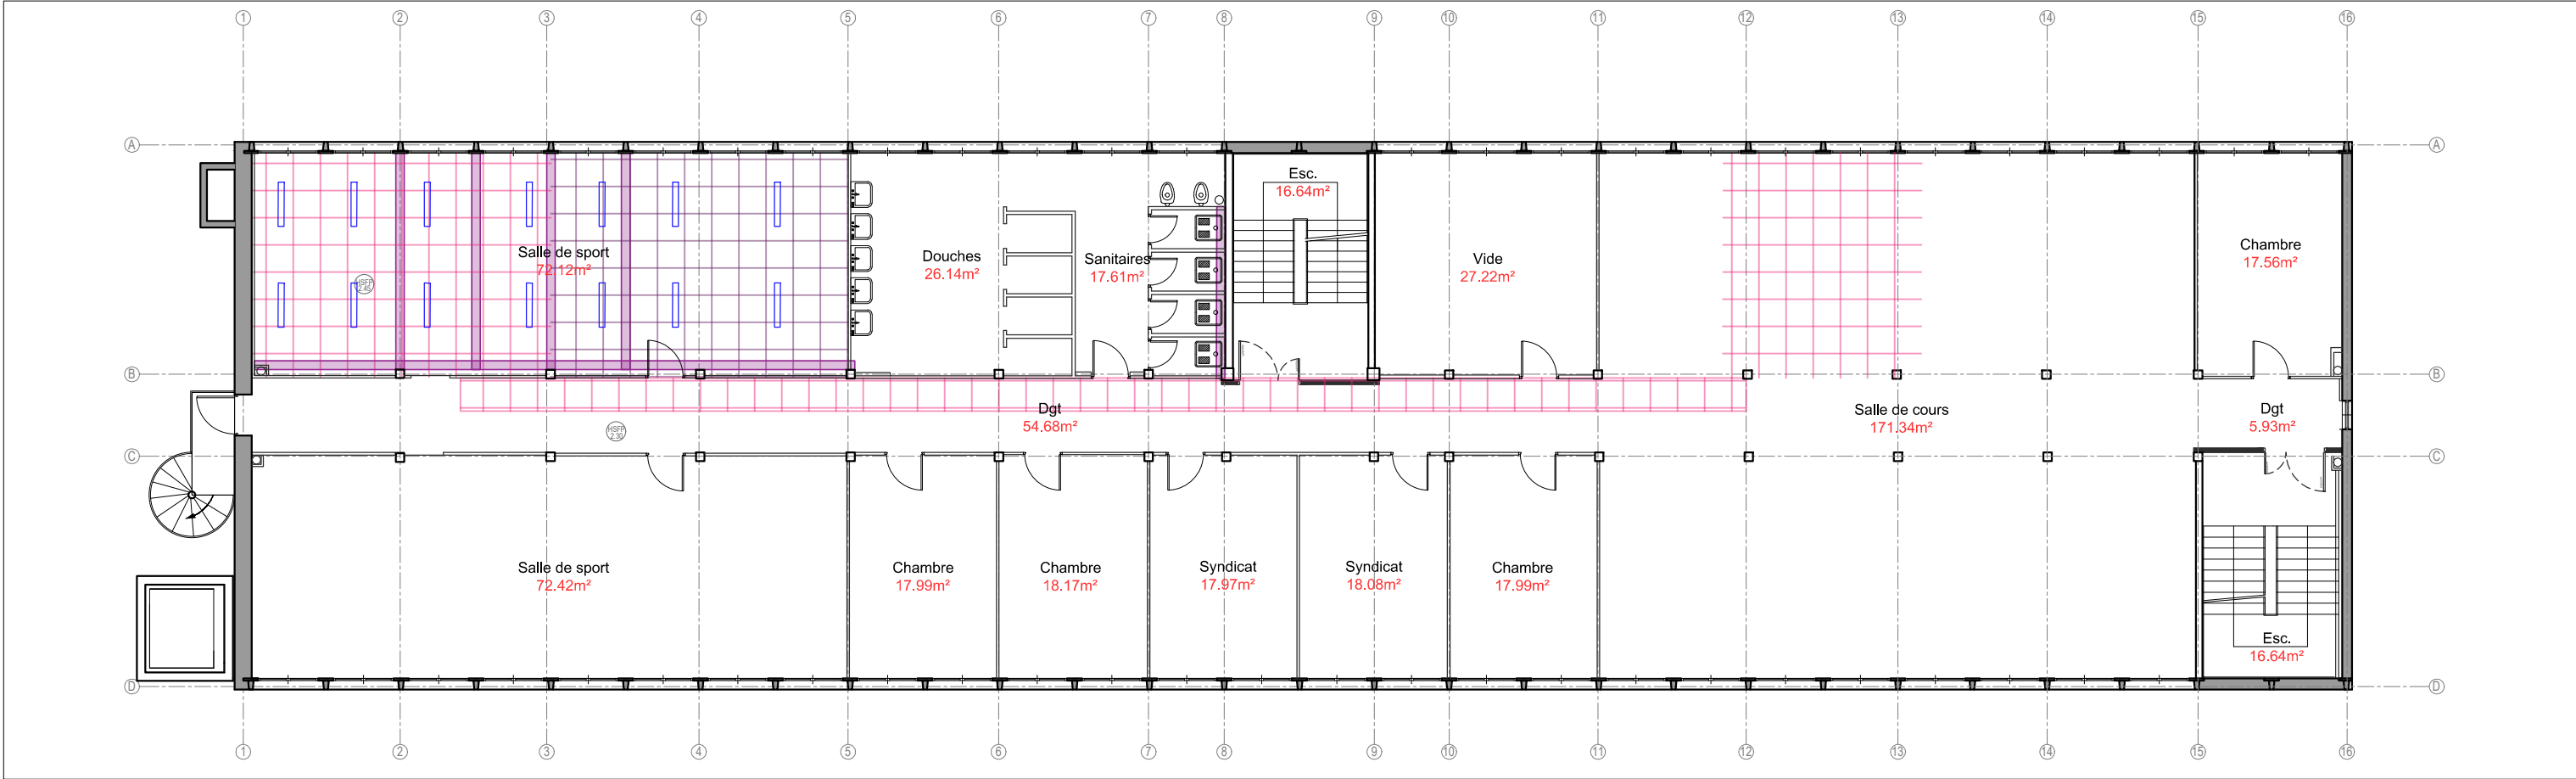 1 2 3 4 5 6 7 8 9 10 11 12 13 14 15 16
A A
Esc.
16.64m²
Salle de sport
72.12m²
Douches
26.14m²
Sanitaires
17.61m²
Vide
27.22m²
Chambre
17.56m²
HSFP
B B
Dgt
54.68m²
Salle de cours
171.34m²
Dgt
5.93m²
HSFP
2.30
C C
Salle de sport
72.42m²
Chambre
17.99m²
Chambre
18.17m²
Syndicat
17.97m²
Syndicat
18.08m²
Chambre
17.99m²
Esc.
16.64m²
D D
1 2 3 4 5 6 7 8 9 10 11 12 13 14 15 16